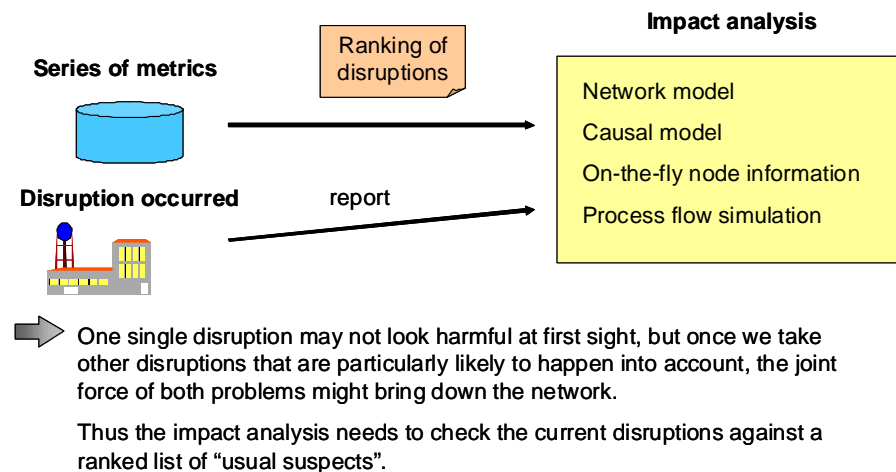 Impact analysis
Ranking of
disruptions
Series of metrics
Network model
Causal model
On-the-fly node information
Process flow simulation
Disruption occurred
report
One single disruption may not look harmful at first sight, but once we take
other disruptions that are particularly likely to happen into account, the joint
force of both problems might bring down the network.
Thus the impact analysis needs to check the current disruptions against a
ranked list of “usual suspects”.